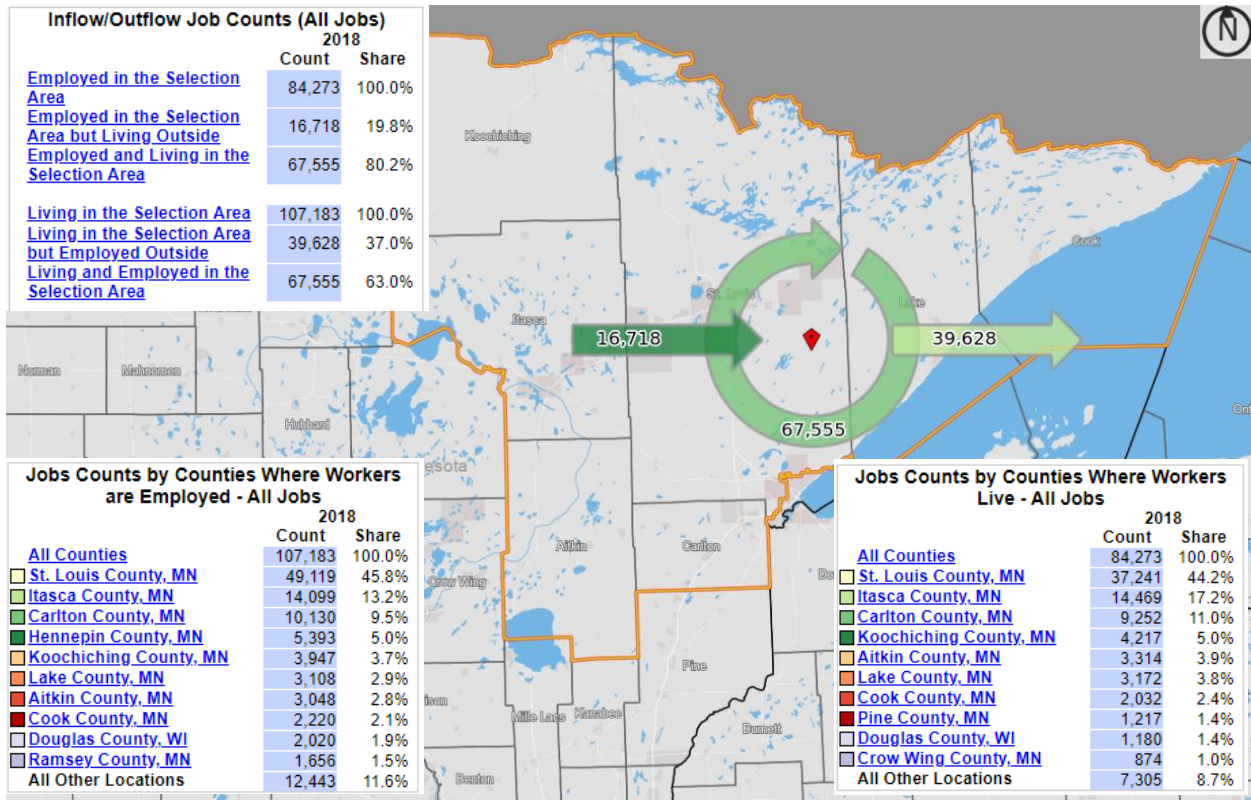 Inflow/Outflow Job Counts (All Jobs)
2018
Count Share
Employed in the Selection Area 84,273 100.0%
Employed in the Selection Area but Living Outside 16,718 19.8%
Employed and Living in the Selection Area 67,555 80.2%
Living in the Selection Area 107,183 100.0%
Living in the Selection Area but Employed Outside 39,628 37.0%
Living and Employed in the Selection Area 67,555 63.0%
N
Koochiching
Cook
St. Louis
Lake
Itasca
16,718
39,628
67,555
Norman
Mahnomen
Hubbard
Ont
esota
Aitkin
Carlton
Crow Wing
Do
Pine
ison
Mille Lacs
Kanabec
Burnett
Benton
Jobs Counts by Counties Where Workers
are Employed - All Jobs
2018
Count Share
All Counties 107,183 100.0%
St. Louis County, MN 49,119 45.8%
Itasca County, MN 14,099 13.2%
Carlton County, MN 10,130 9.5%
Hennepin County, MN 5,393 5.0%
Koochiching County, MN 3,947 3.7%
Lake County, MN 3,108 2.9%
Aitkin County, MN 3,048 2.8%
Cook County, MN 2,220 2.1%
Douglas County, WI 2,020 1.9%
Ramsey County, MN 1,656 1.5%
All Other Locations 12,443 11.6%
Jobs Counts by Counties Where Workers
Live - All Jobs
2018
Count Share
All Counties 84,273 100.0%
St. Louis County, MN 37,241 44.2%
Itasca County, MN 14,469 17.2%
Carlton County, MN 9,252 11.0%
Koochiching County, MN 4,217 5.0%
Aitkin County, MN 3,314 3.9%
Lake County, MN 3,172 3.8%
Cook County, MN 2,032 2.4%
Pine County, MN 1,217 1.4%
Douglas County, WI 1,180 1.4%
Crow Wing County, MN 874 1.0%
All Other Locations 7,305 8.7%